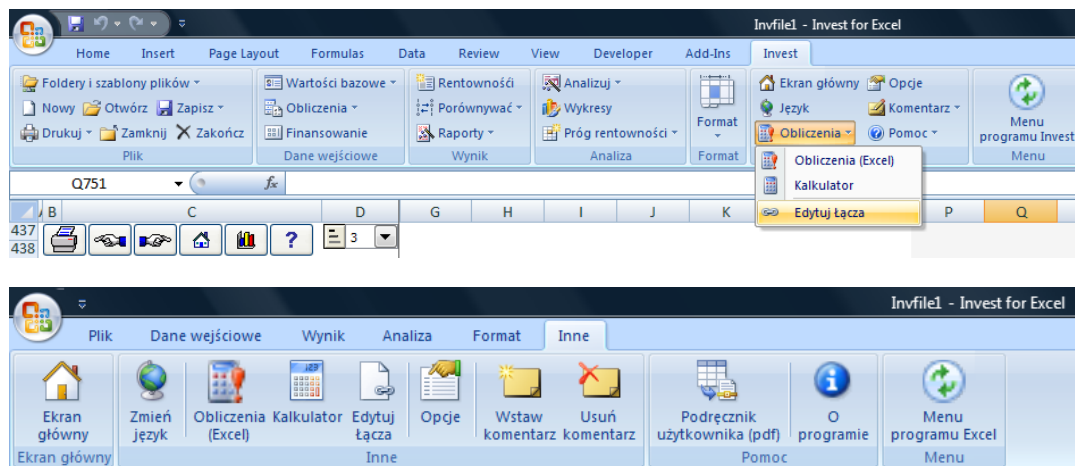 Invfile1 - Invest for Excel
Home Insert Page Layout Formulas Data Review View Developer Add-Ins Invest
Foldery i szablony plików Wartości bazowe Rentownośći Analizuj Ekran główny Opcje
Nowy Otwórz Zapisz Obliczenia Porównywać Wykresy Format Język Komentarz Menu programu Invest
Drukuj Zamknij Zakończ Finansowanie Raporty Próg rentowności Obliczenia Pomoc
Plik Dane wejściowe Wynik Analiza Format Menu
Obliczenia (Excel)
Kalkulator
Edytuj Łącza
Q751 fx
B C D G H I J K P Q
437
438 ? 3
Invfile1 - Invest for Excel
Plik Dane wejściowe Wynik Analiza Format Inne
Ekran główny Zmień język Obliczenia (Excel) Kalkulator Edytuj Łącza Opcje Wstaw komentarz Usuń komentarz Podręcznik użytkownika (pdf) O programie Menu programu Excel
Ekran główny Inne Pomoc Menu